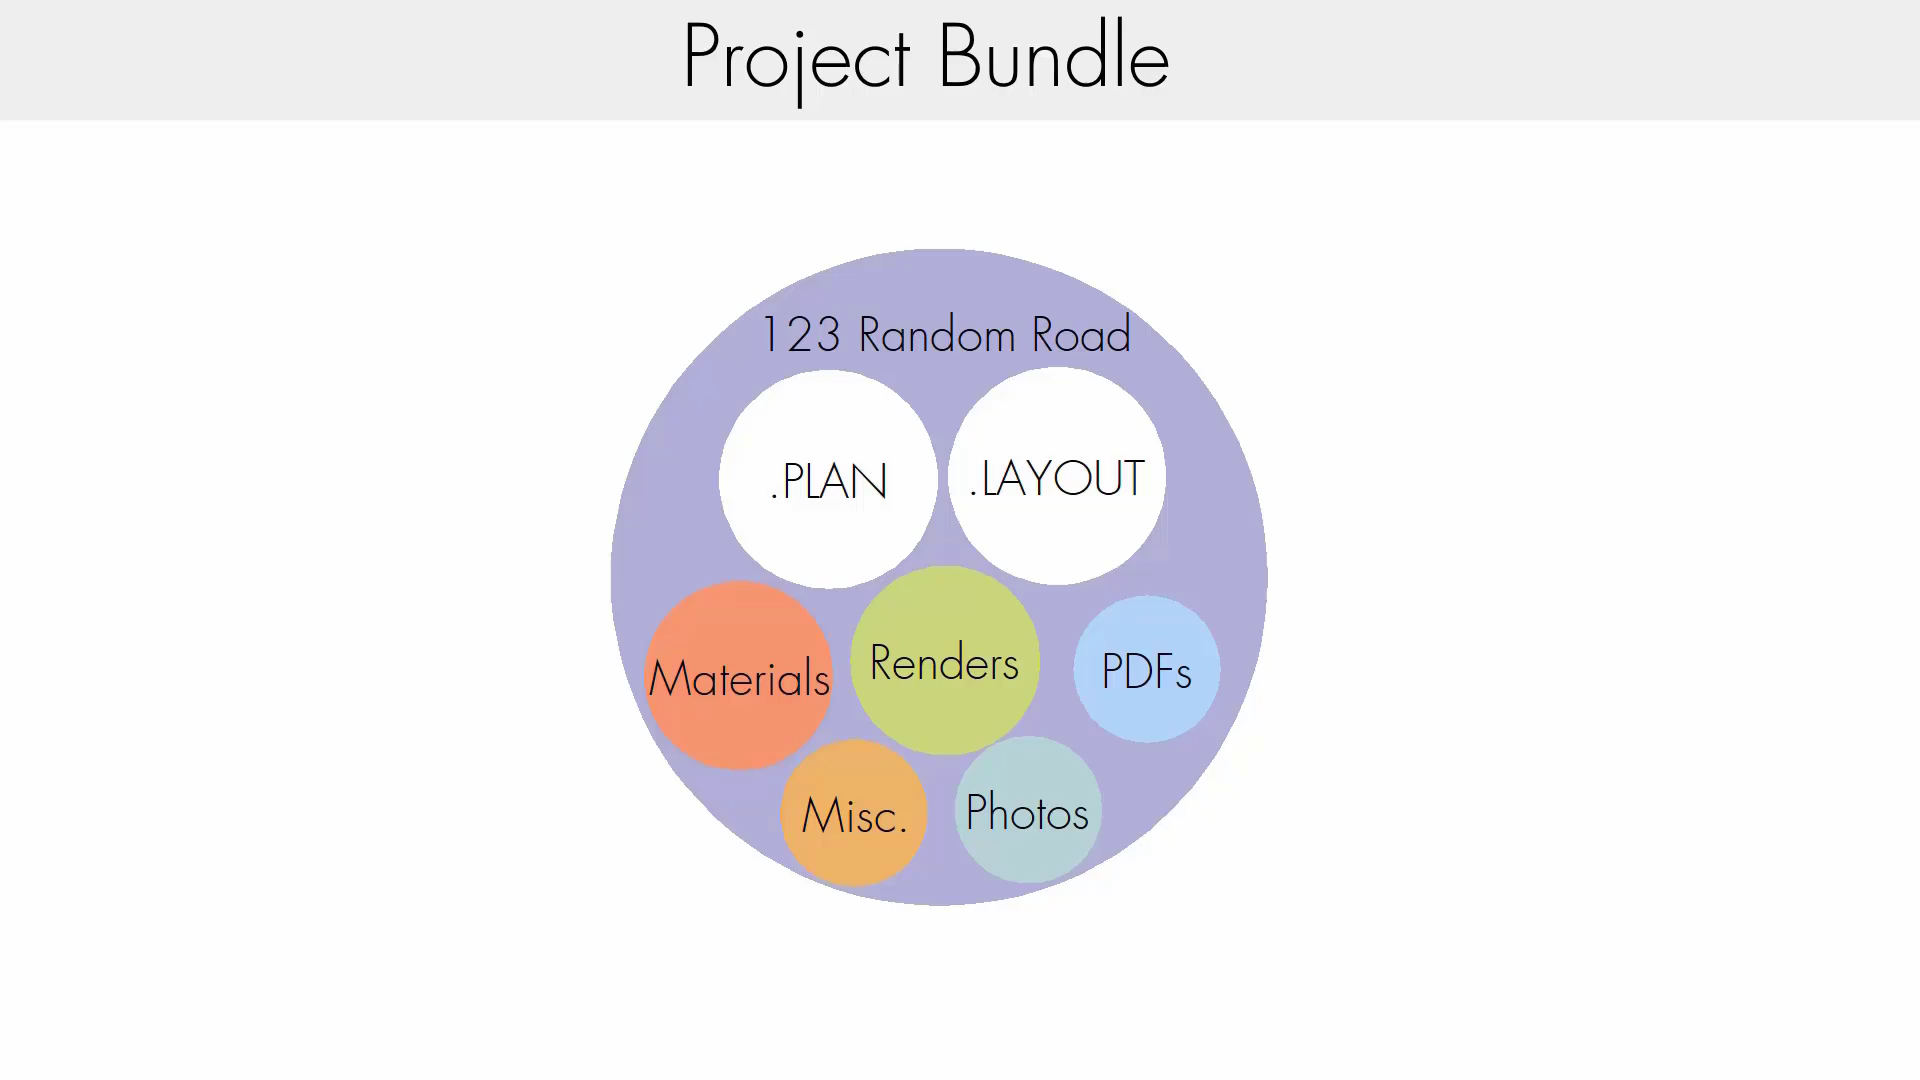 Project Bundle
123 Random Road
.PLAN
.LAYOUT
Materials
Renders
PDFs
Misc.
Photos